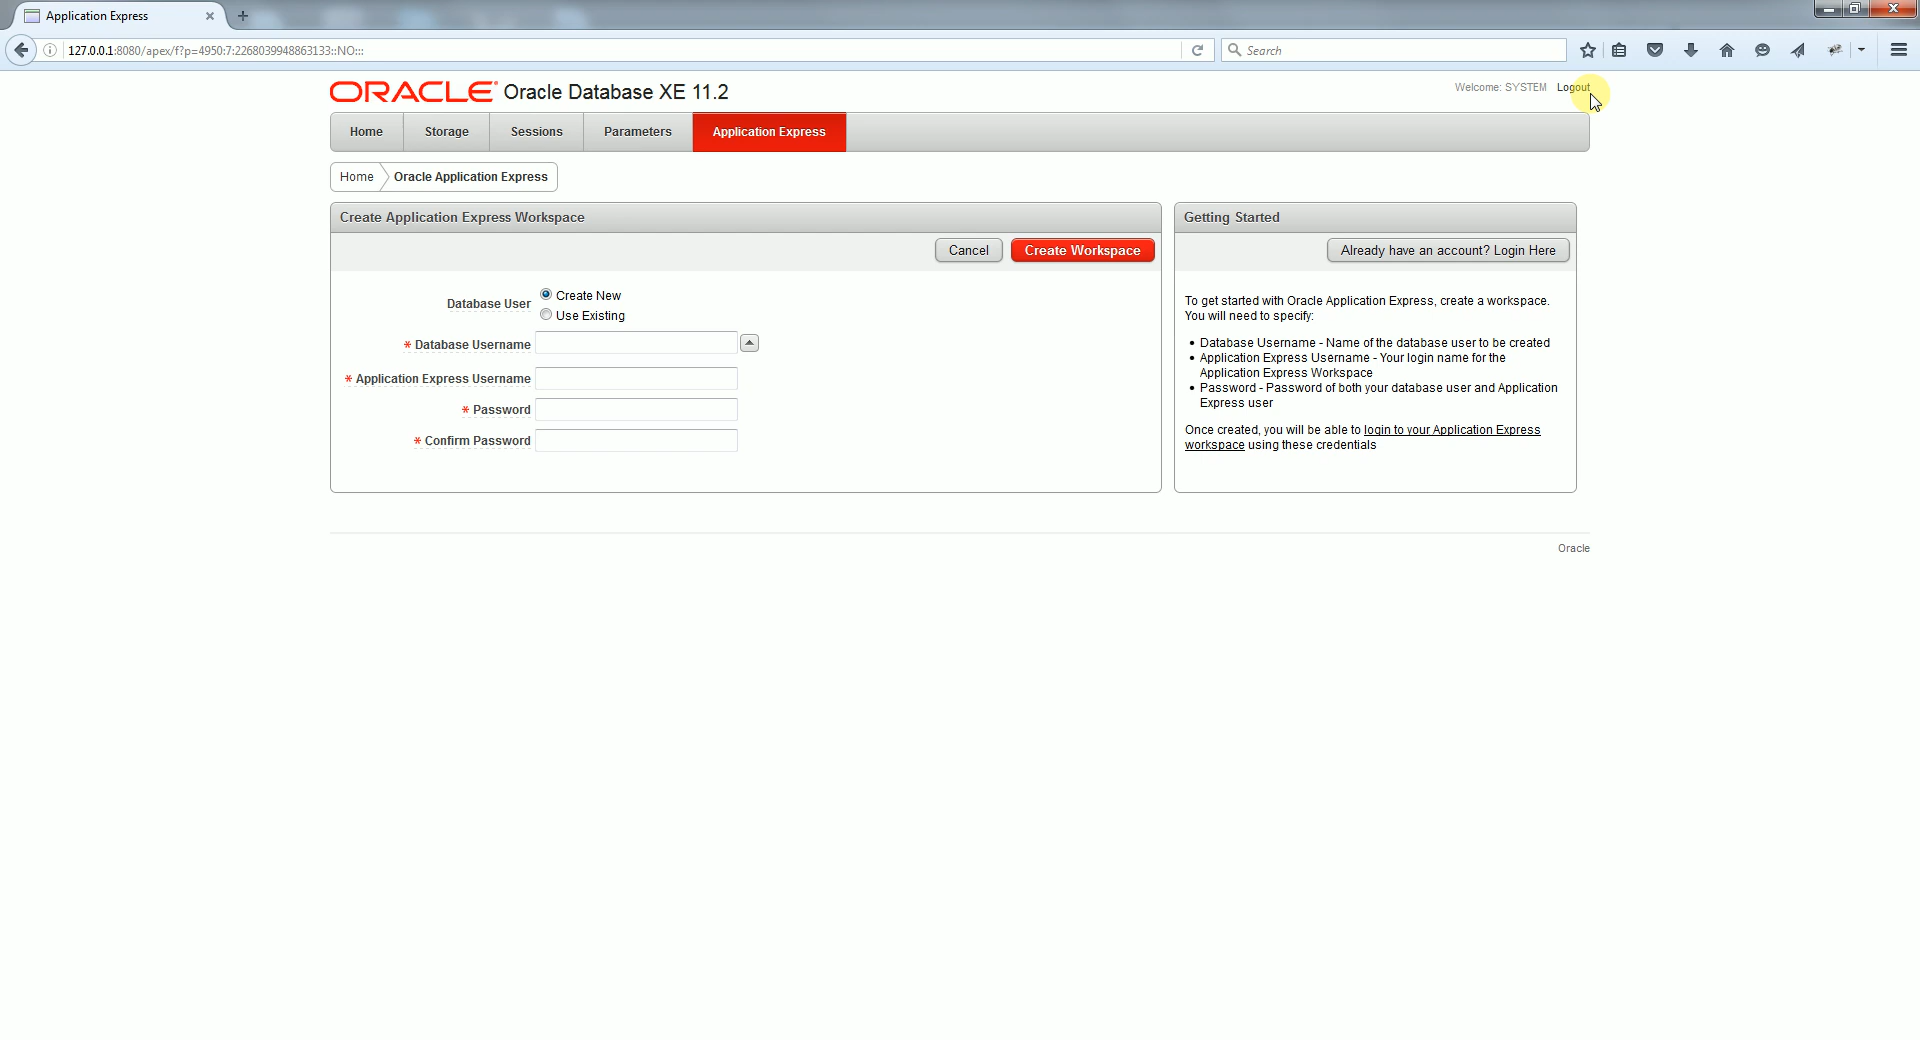 Application Express
127.0.0.1:8080/apex/f?p=4950:7:2268039948863133::NO:::
Search
ORACLE Oracle Database XE 11.2
Welcome: SYSTEM Logout
Home Storage Sessions Parameters Application Express
Home Oracle Application Express
Create Application Express Workspace
Cancel Create Workspace
Database User
Create New
Use Existing
* Database Username
* Application Express Username
* Password
* Confirm Password
Getting Started
Already have an account? Login Here
To get started with Oracle Application Express, create a workspace.
You will need to specify:
• Database Username - Name of the database user to be created
• Application Express Username - Your login name for the
Application Express Workspace
• Password - Password of both your database user and Application
Express user
Once created, you will be able to login to your Application Express
workspace using these credentials
Oracle